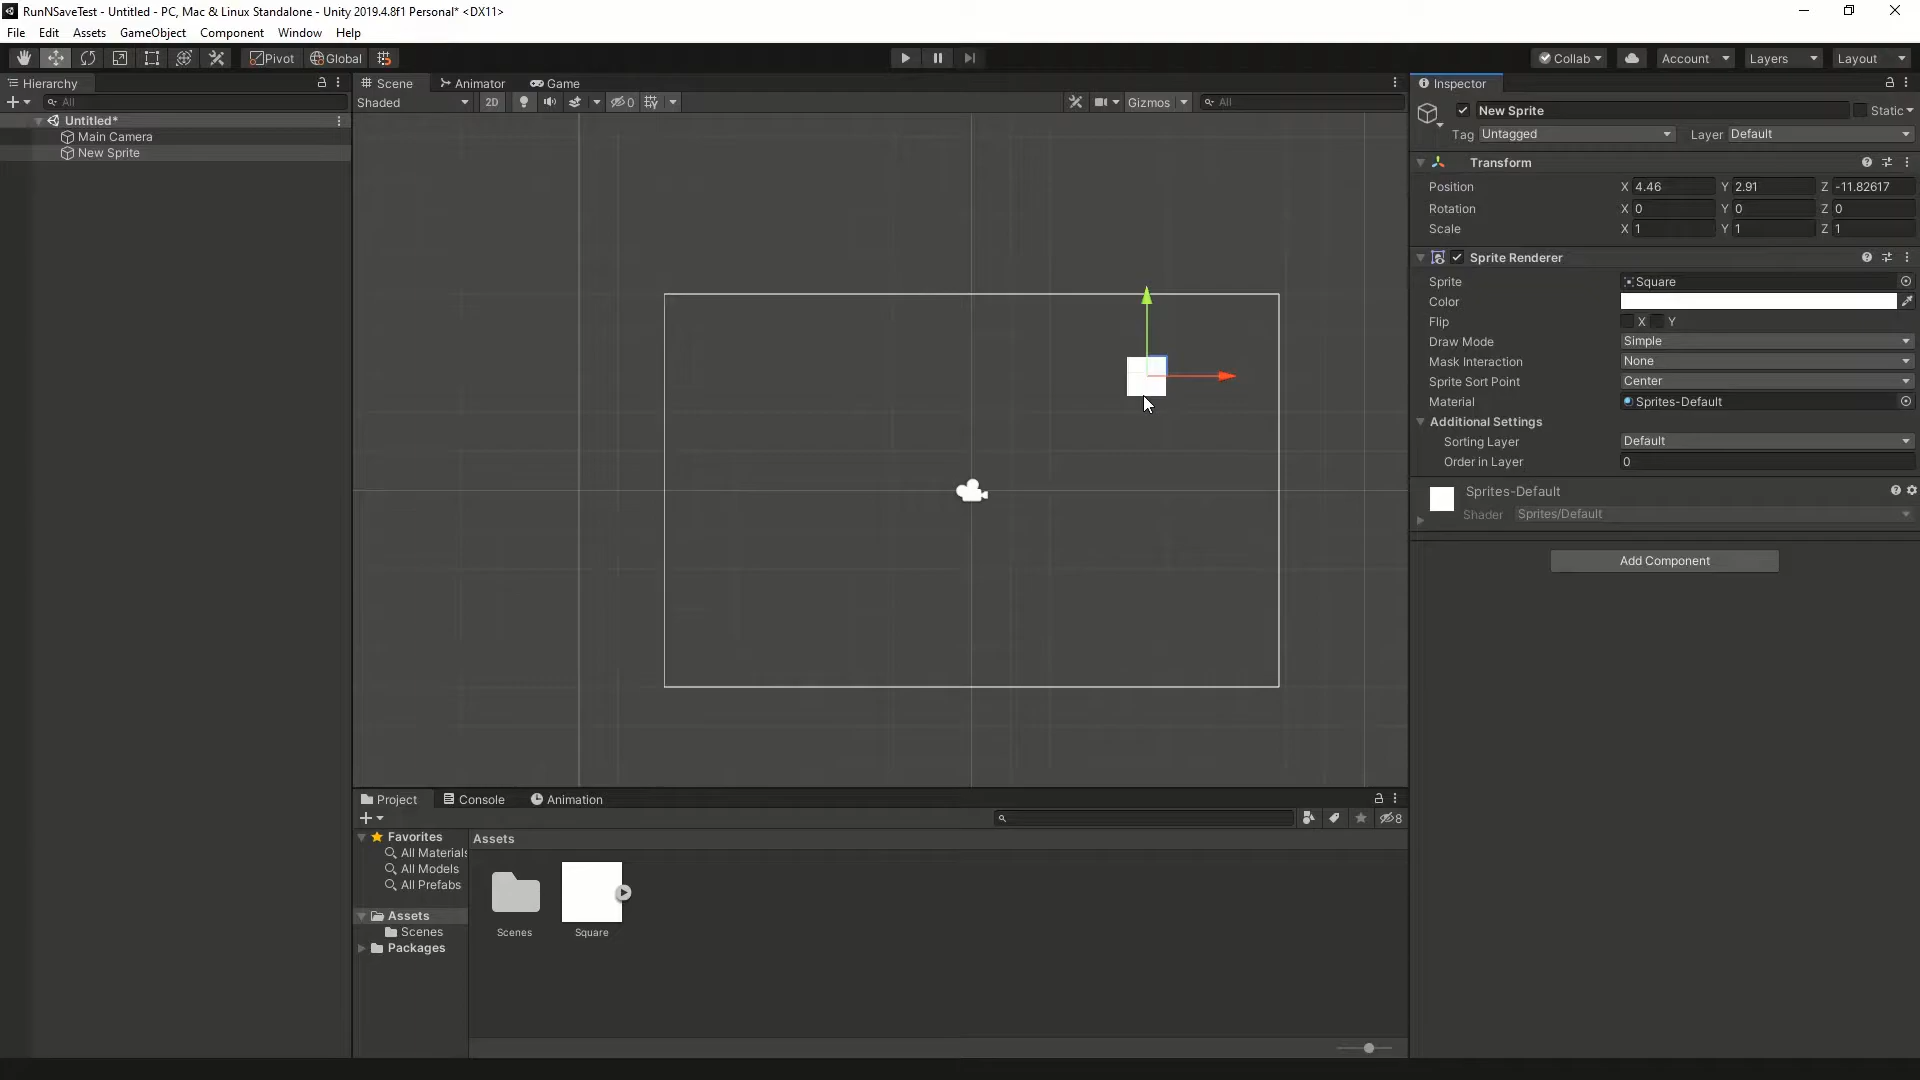 RunNSaveTest - Untitled - PC, Mac & Linux Standalone - Unity 2019.4.8f1 Personal* <DX11>
File Edit Assets GameObject Component Window Help
Pivot Global Collab Account Layers Layout
Hierarchy
All
Untitled*
Main Camera
New Sprite
Scene Animator Game
Shaded 2D 0 Gizmos All
Inspector
New Sprite Static
Tag Untagged Layer Default
Transform
Position X 4.46 Y 2.91 Z -11.82617
Rotation X 0 Y 0 Z 0
Scale X 1 Y 1 Z 1
Sprite Renderer
Sprite Square
Color
Flip X Y
Draw Mode Simple
Mask Interaction None
Sprite Sort Point Center
Material Sprites-Default
Additional Settings
Sorting Layer Default
Order in Layer 0
Sprites-Default
Shader Sprites/Default
Add Component
Project Console Animation
8
Favorites
All Materials
All Models
All Prefabs
Assets
Scenes
Packages
Assets
Scenes Square